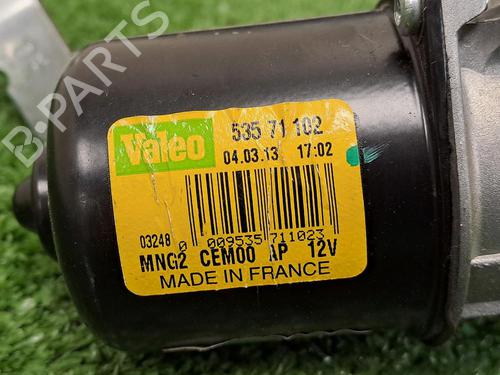 B-PARTS
Valeo
535 71 102
04.03.13 17:02
03248
0 009535 711023
MNG2 CEM00 AP 12V
MADE IN FRANCE